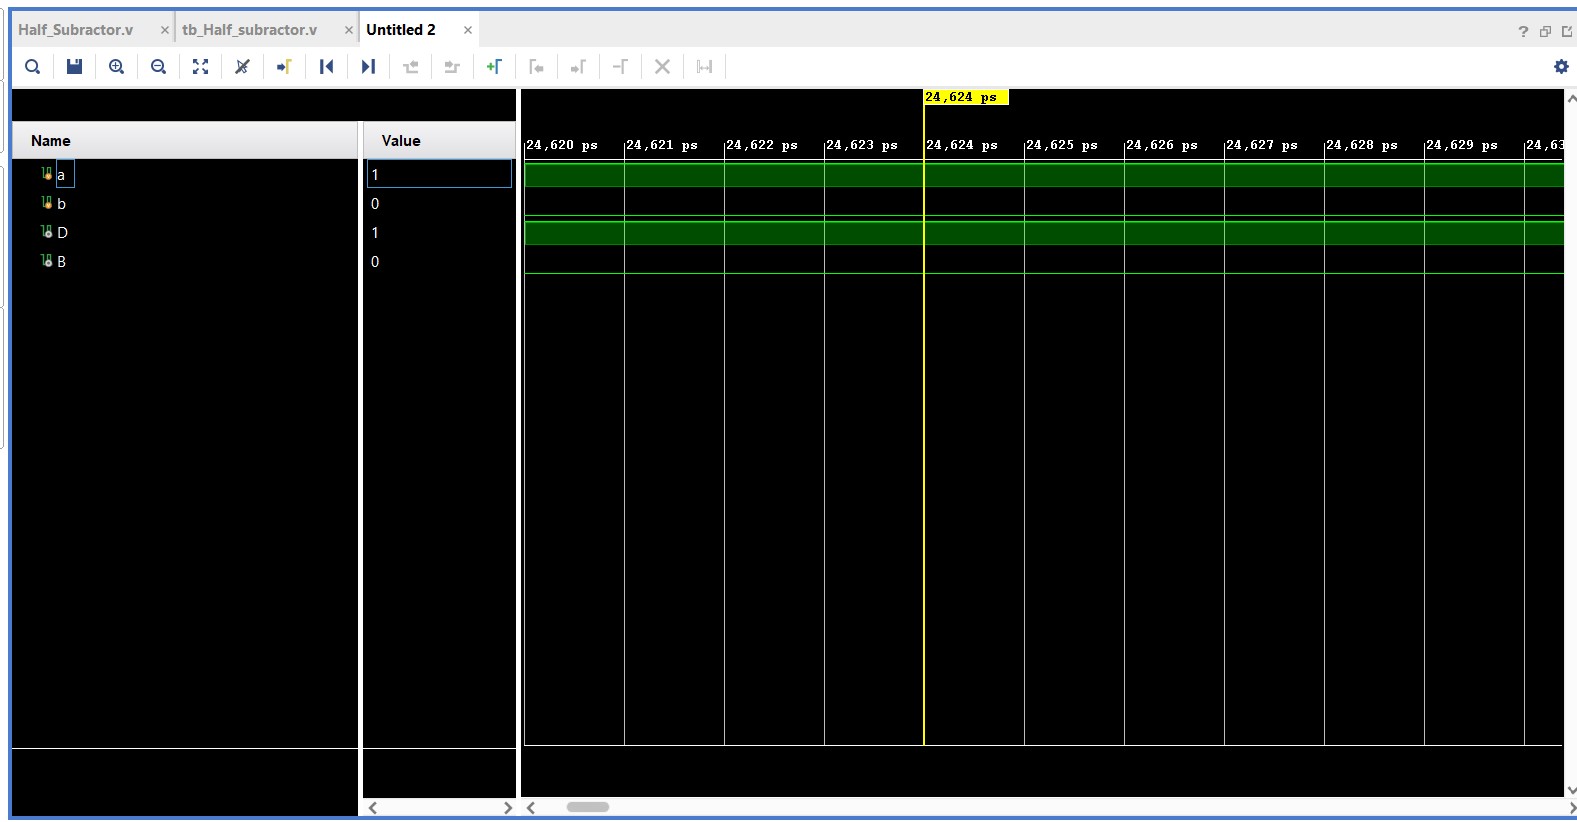 Half_Subractor.v × tb_Half_subractor.v × Untitled 2 ×
?
24,624 ps
Name Value
24,620 ps 24,621 ps 24,622 ps 24,623 ps 24,624 ps 24,625 ps 24,626 ps 24,627 ps 24,628 ps 24,629 ps 24,63
a 1
b 0
D 1
B 0